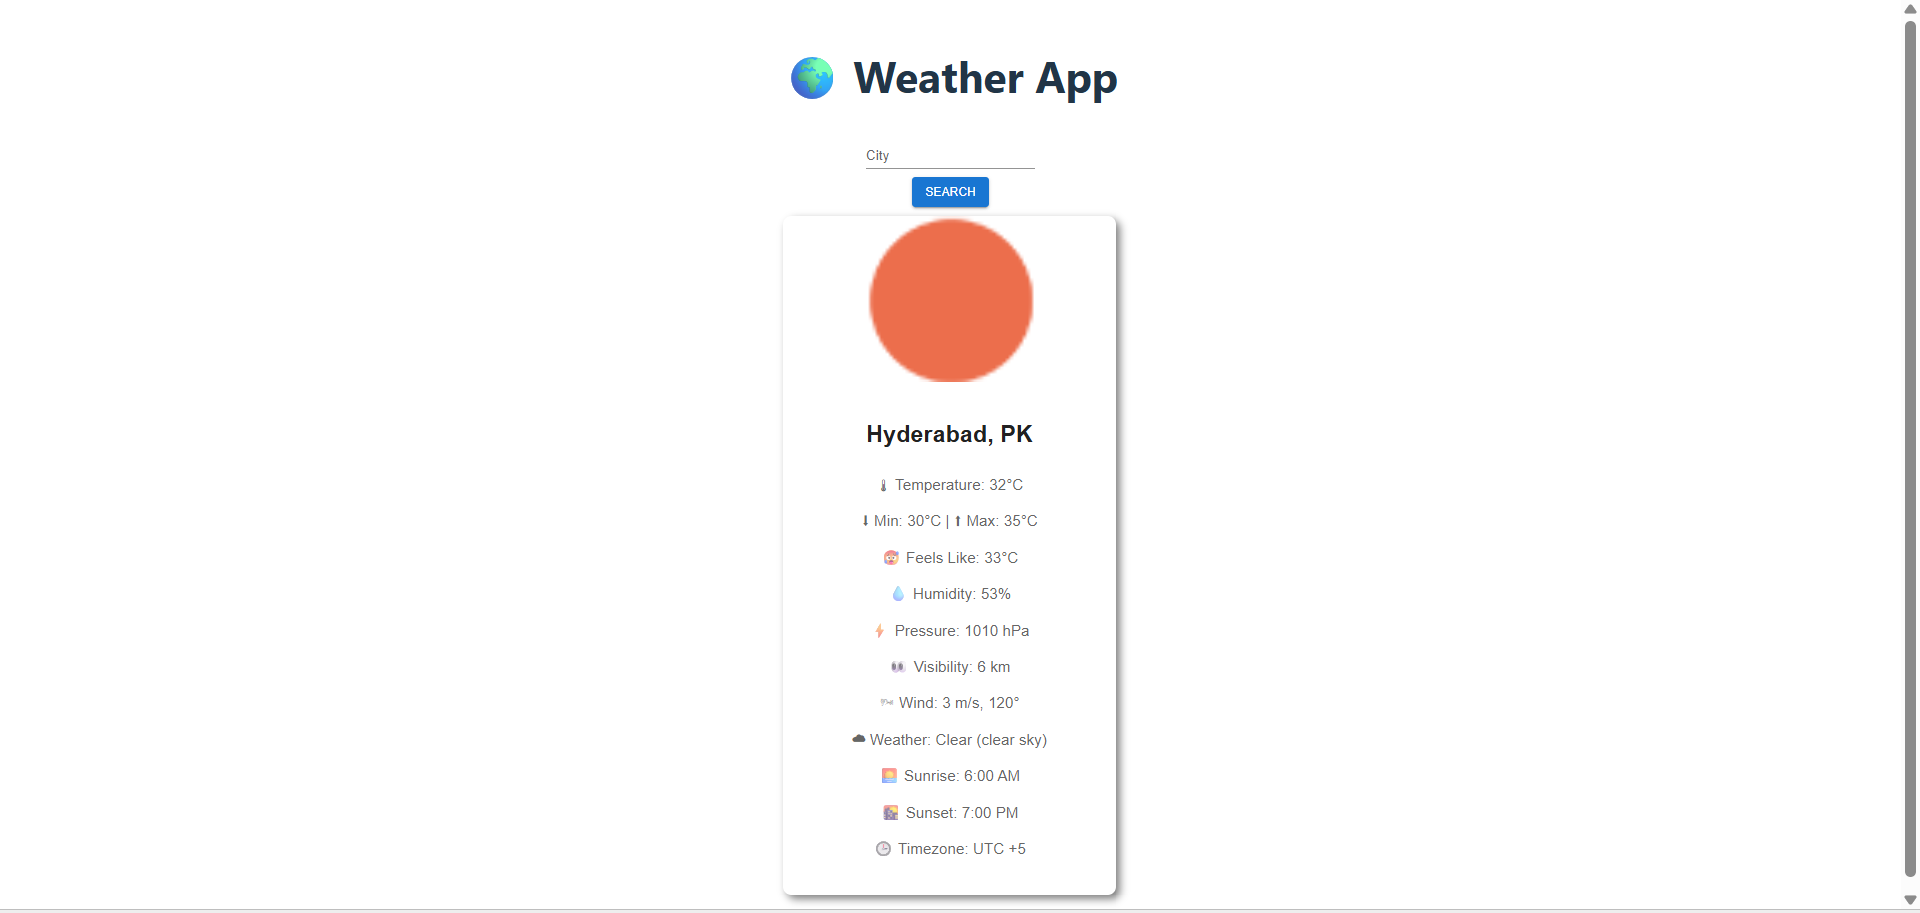 Weather App
City
SEARCH
Hyderabad, PK
Temperature: 32°C
Min: 30°C | Max: 35°C
Feels Like: 33°C
Humidity: 53%
Pressure: 1010 hPa
Visibility: 6 km
Wind: 3 m/s, 120°
Weather: Clear (clear sky)
Sunrise: 6:00 AM
Sunset: 7:00 PM
Timezone: UTC +5